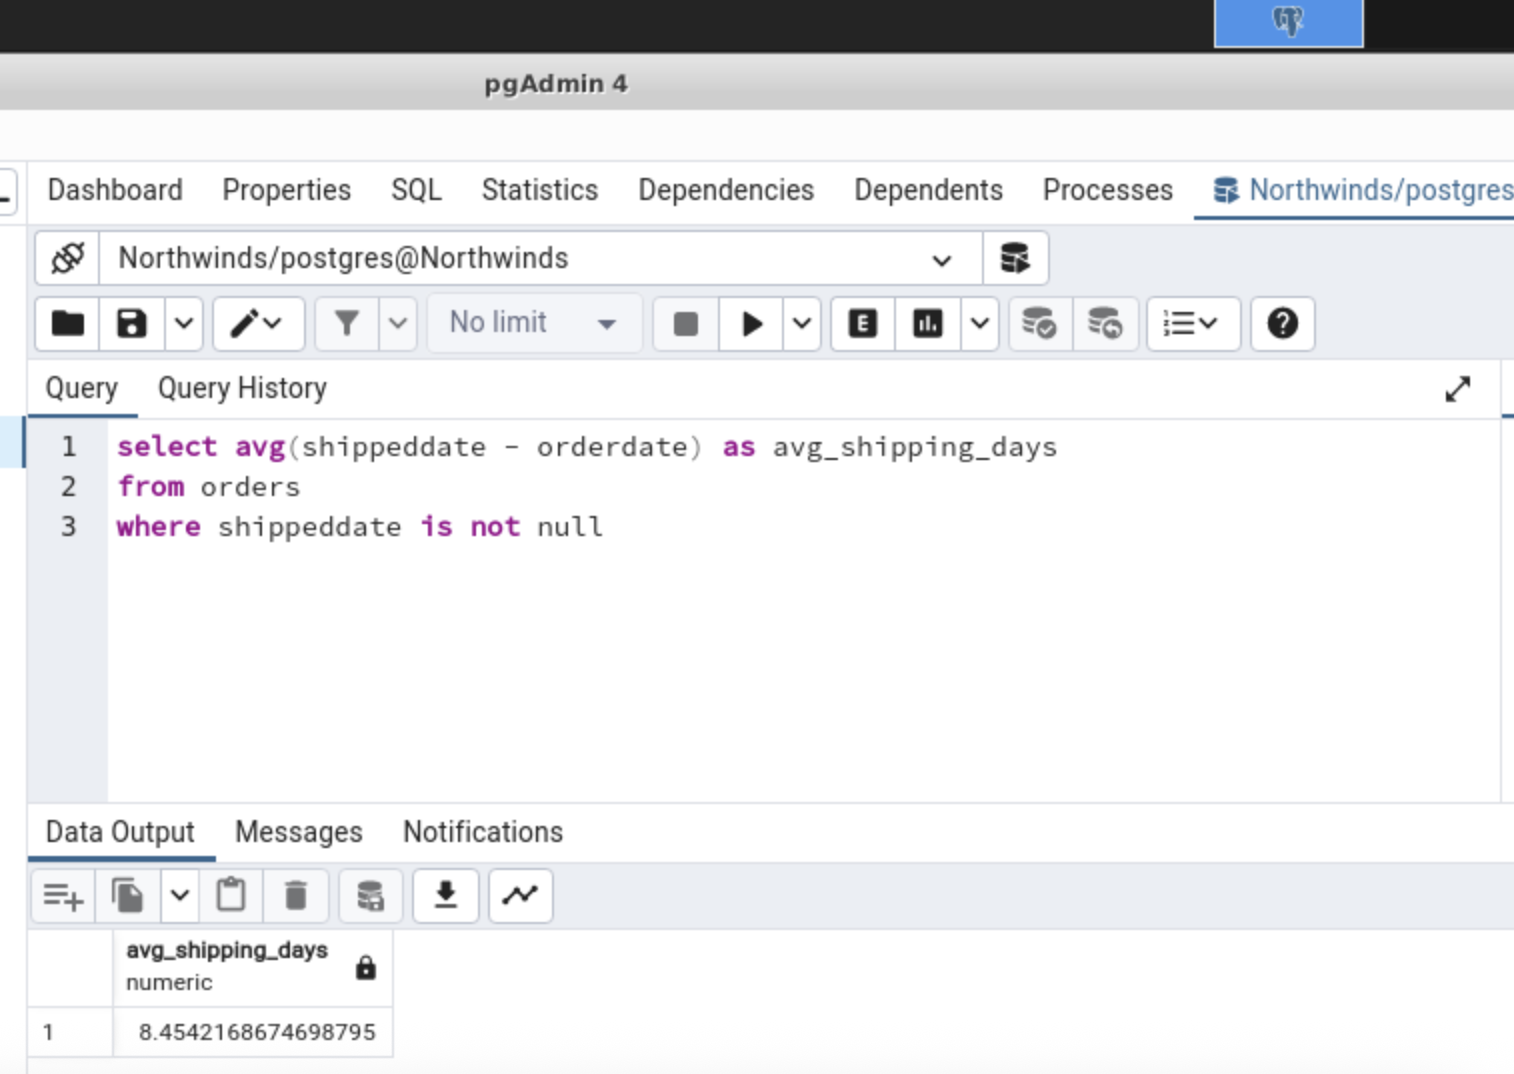 pgAdmin 4
Dashboard Properties SQL Statistics Dependencies Dependents Processes Northwinds/postgres
Northwinds/postgres@Northwinds
No limit
E
Query Query History
1 select avg(shippeddate - orderdate) as avg_shipping_days
2 from orders
3 where shippeddate is not null
Data Output Messages Notifications
avg_shipping_days
numeric
1 8.4542168674698795